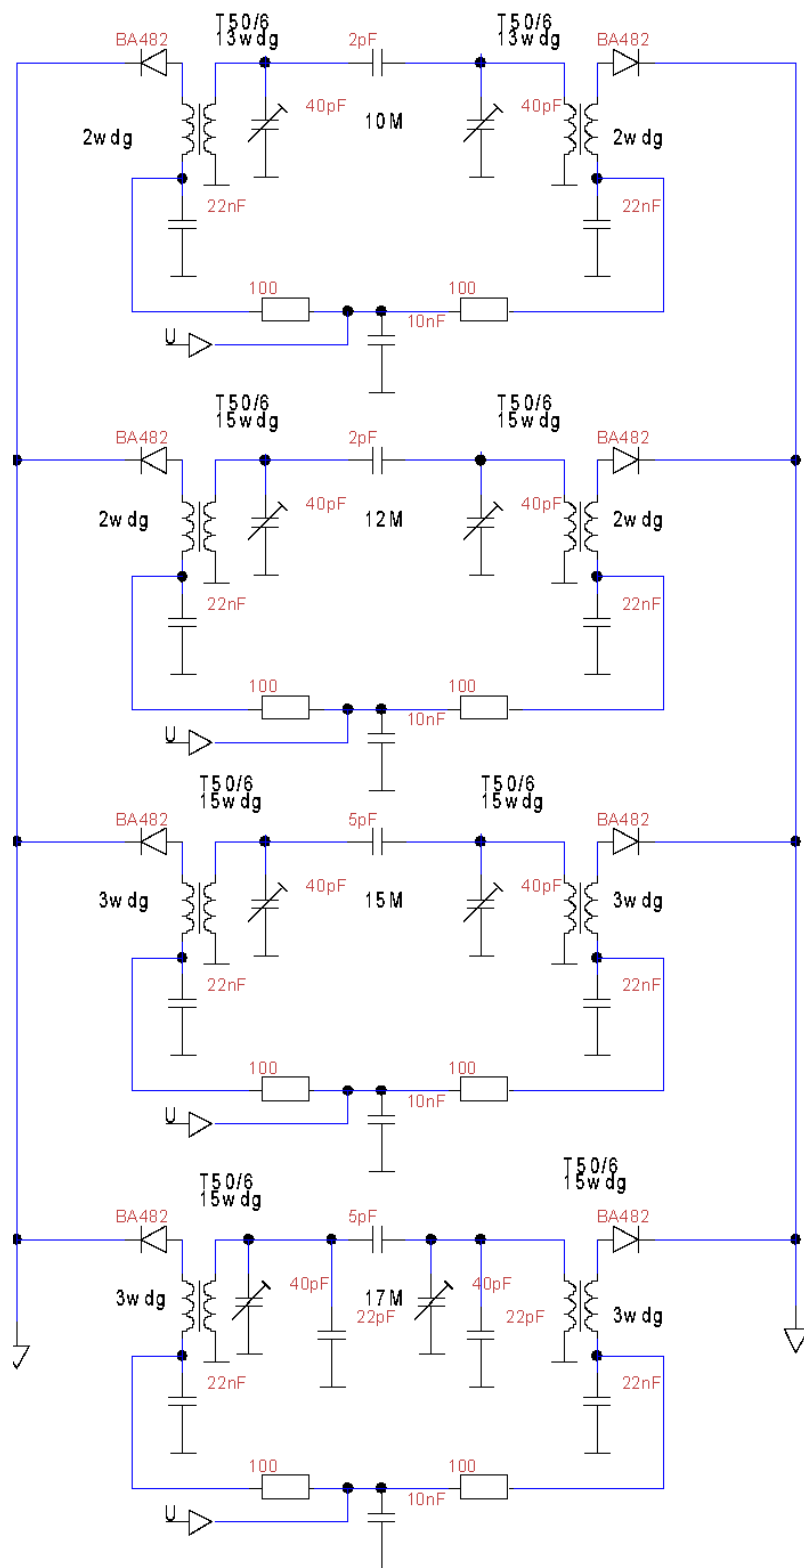 T50/6
13wdg
T50/6
13wdg
BA482
2pF
BA482
40pF
10M
40pF
2wdg
2wdg
22nF
22nF
100
100
10nF
U
T50/6
15wdg
T50/6
15wdg
BA482
2pF
BA482
40pF
12M
40pF
2wdg
2wdg
22nF
22nF
100
100
10nF
U
T50/6
15wdg
T50/6
15wdg
BA482
5pF
BA482
40pF
15M
40pF
3wdg
3wdg
22nF
22nF
100
100
10nF
U
T50/6
15wdg
T50/6
15wdg
BA482
5pF
BA482
40pF
40pF
3wdg
17M
22pF
22pF
3wdg
22nF
22nF
100
100
10nF
U